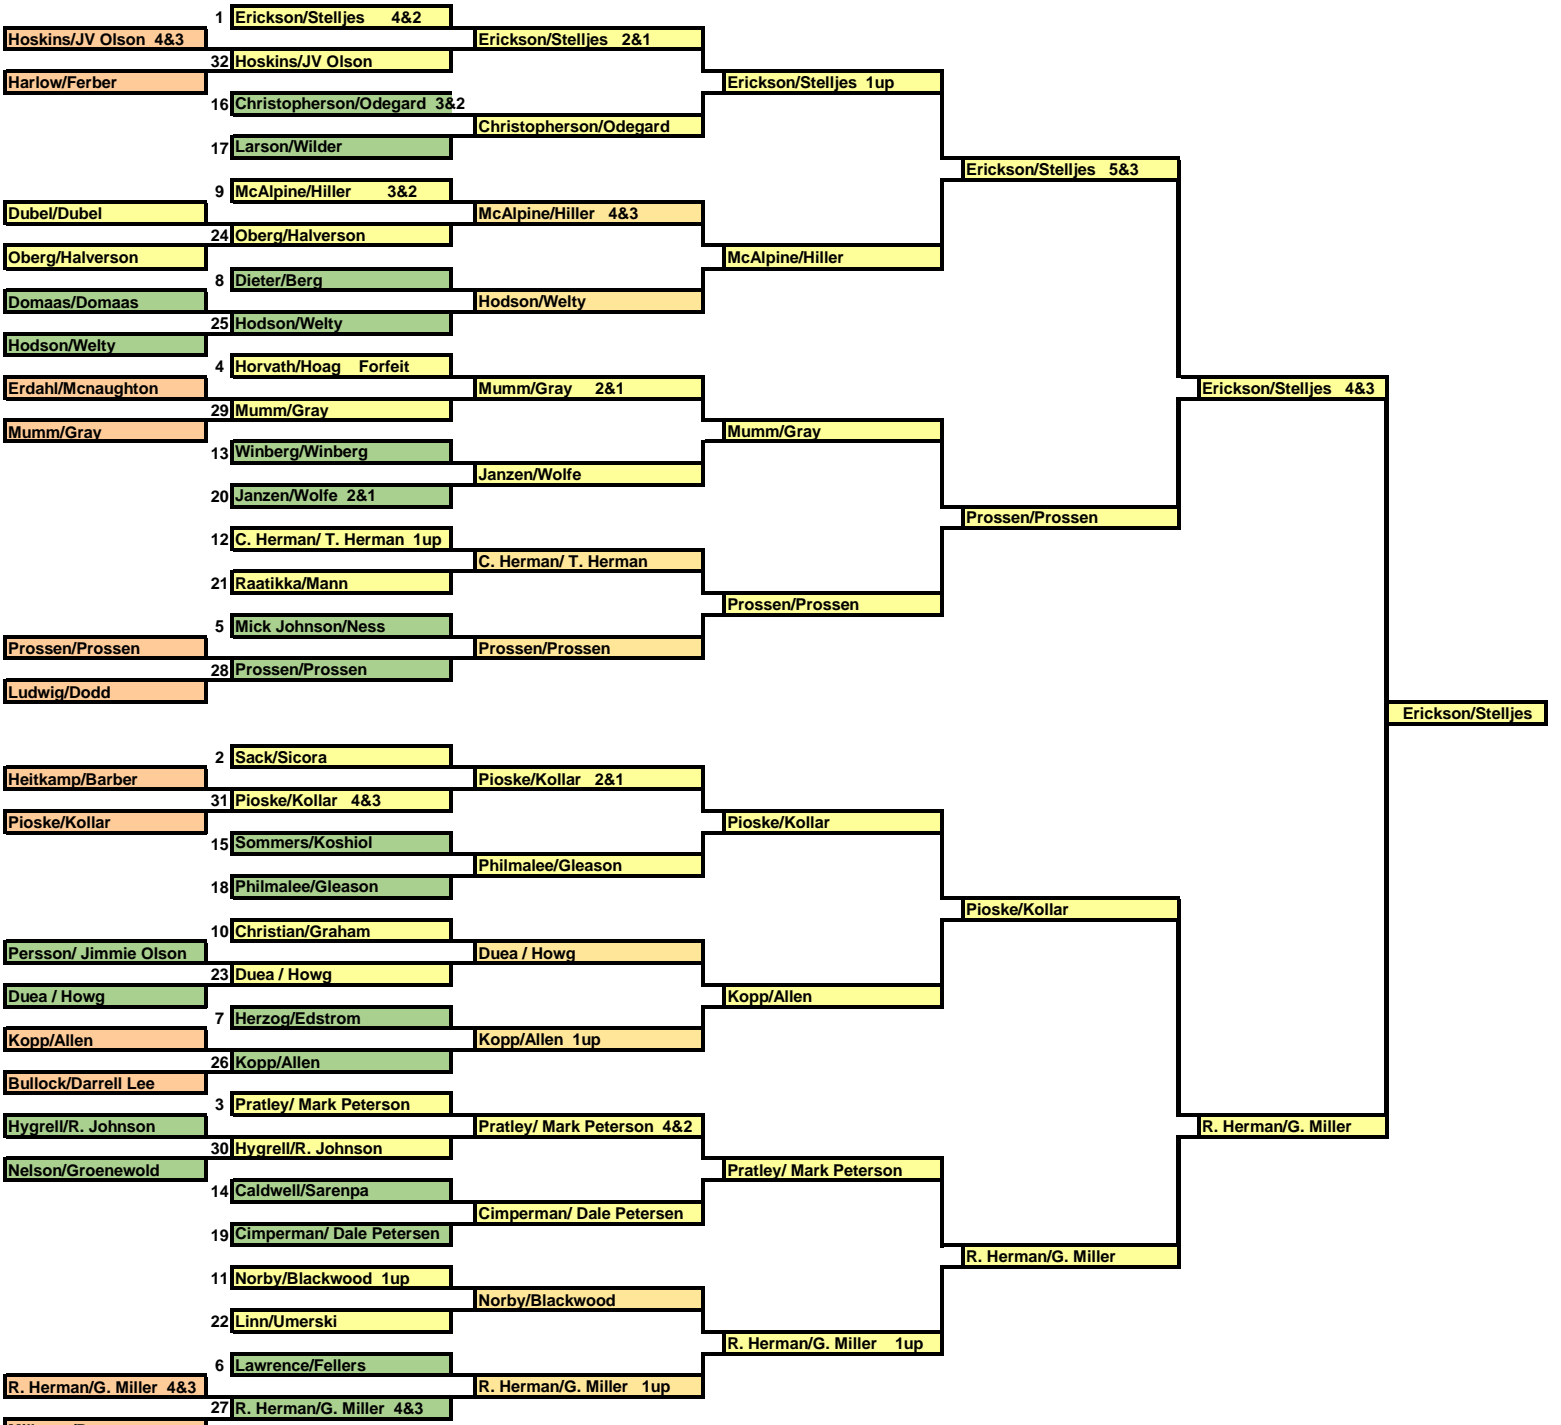 1 Erickson/Stelljes 4&2
Hoskins/JV Olson 4&3
Erickson/Stelljes 2&1
32 Hoskins/JV Olson
Harlow/Ferber
Erickson/Stelljes 1up
16 Christopherson/Odegard 3&2
Christopherson/Odegard
17 Larson/Wilder
Erickson/Stelljes 5&3
9 McAlpine/Hiller 3&2
Dubel/Dubel
McAlpine/Hiller 4&3
24 Oberg/Halverson
Oberg/Halverson
McAlpine/Hiller
8 Dieter/Berg
Domaas/Domaas
Hodson/Welty
25 Hodson/Welty
Hodson/Welty
4 Horvath/Hoag Forfeit
Erdahl/Mcnaughton
Mumm/Gray 2&1
Erickson/Stelljes 4&3
29 Mumm/Gray
Mumm/Gray
Mumm/Gray
13 Winberg/Winberg
Janzen/Wolfe
20 Janzen/Wolfe 2&1
Prossen/Prossen
12 C. Herman/ T. Herman 1up
C. Herman/ T. Herman
21 Raatikka/Mann
Prossen/Prossen
5 Mick Johnson/Ness
Prossen/Prossen
Prossen/Prossen
28 Prossen/Prossen
Ludwig/Dodd
Erickson/Stelljes
2 Sack/Sicora
Heitkamp/Barber
Pioske/Kollar 2&1
31 Pioske/Kollar 4&3
Pioske/Kollar
Pioske/Kollar
15 Sommers/Koshiol
Philmalee/Gleason
18 Philmalee/Gleason
Pioske/Kollar
10 Christian/Graham
Persson/ Jimmie Olson
Duea / Howg
23 Duea / Howg
Duea / Howg
Kopp/Allen
7 Herzog/Edstrom
Kopp/Allen
Kopp/Allen 1up
26 Kopp/Allen
Bullock/Darrell Lee
3 Pratley/ Mark Peterson
Hygrell/R. Johnson
Pratley/ Mark Peterson 4&2
R. Herman/G. Miller
30 Hygrell/R. Johnson
Nelson/Groenewold
Pratley/ Mark Peterson
14 Caldwell/Sarenpa
Cimperman/ Dale Petersen
19 Cimperman/ Dale Petersen
R. Herman/G. Miller
11 Norby/Blackwood 1up
Norby/Blackwood
22 Linn/Umerski
R. Herman/G. Miller 1up
6 Lawrence/Fellers
R. Herman/G. Miller 4&3
R. Herman/G. Miller 1up
27 R. Herman/G. Miller 4&3